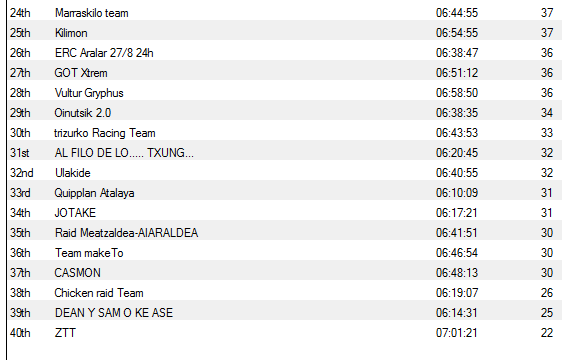 24th Marraskilo team 06:44:55 37
25th Kilimon 06:54:55 37
26th ERC Aralar 27/8 24h 06:38:47 36
27th GOT Xtrem 06:51:12 36
28th Vultur Gryphus 06:58:50 36
29th Oinutsik 2.0 06:38:35 34
30th trizurko Racing Team 06:43:53 33
31st AL FILO DE LO..... TXUNG... 06:20:45 32
32nd Ulakide 06:40:55 32
33rd Quipplan Atalaya 06:10:09 31
34th JOTAKE 06:17:21 31
35th Raid Meatzaldea-AIARALDEA 06:41:51 30
36th Team makeTo 06:46:54 30
37th CASMON 06:48:13 30
38th Chicken raid Team 06:19:07 26
39th DEAN Y SAM O KE ASE 06:14:31 25
40th ZTT 07:01:21 22